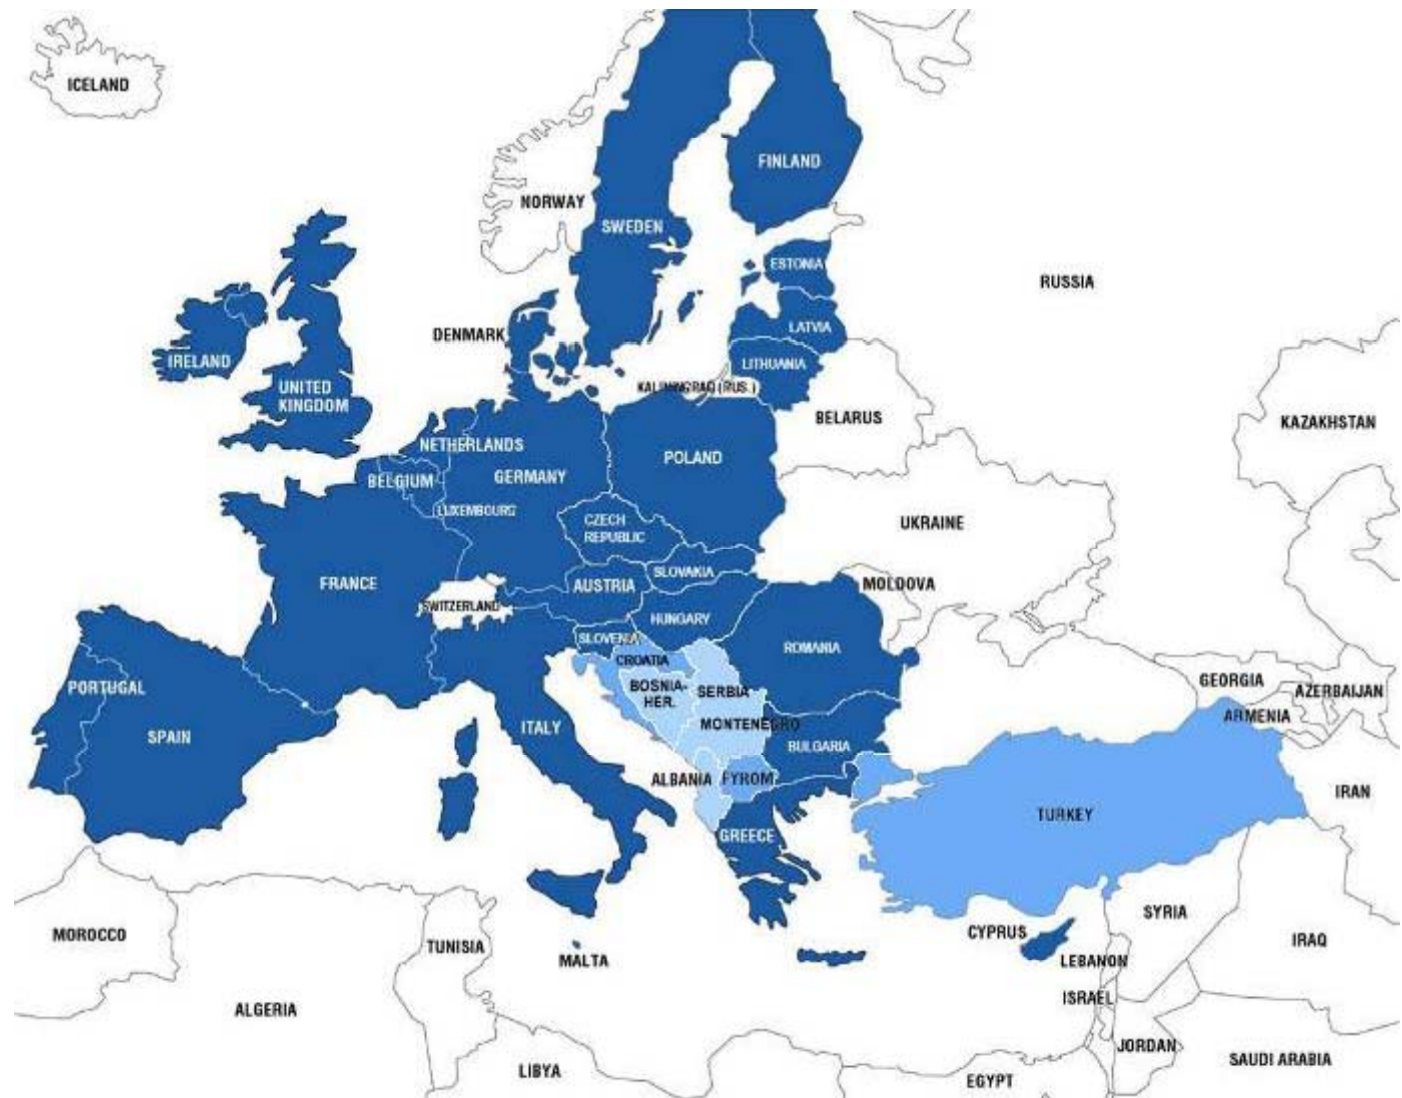 ICELAND
FINLAND
NORWAY
SWEDEN
ESTONIA
RUSSIA
LATVIA
DENMARK
IRELAND
LITHUANIA
UNITED
KINGDOM
KALININGRAD (RUS.)
BELARUS
KAZAKHSTAN
NETHERLANDS
POLAND
BELGIUM
GERMANY
LUXEMBOURG
CZECH
REPUBLIC
UKRAINE
SLOVAKIA
FRANCE
AUSTRIA
MOLDOVA
SWITZERLAND
HUNGARY
SLOVENIA
ROMANIA
CROATIA
GEORGIA
PORTUGAL
BOSNIA-
HER.
SERBIA
AZERBAIJAN
ARMENIA
SPAIN
ITALY
MONTENEGRO
BULGARIA
ALBANIA
FYROM
IRAN
TURKEY
GREECE
SYRIA
MOROCCO
TUNISIA
MALTA
CYPRUS
IRAQ
LEBANON
ISRAEL
ALGERIA
JORDAN
SAUDI ARABIA
LIBYA
EGYPT